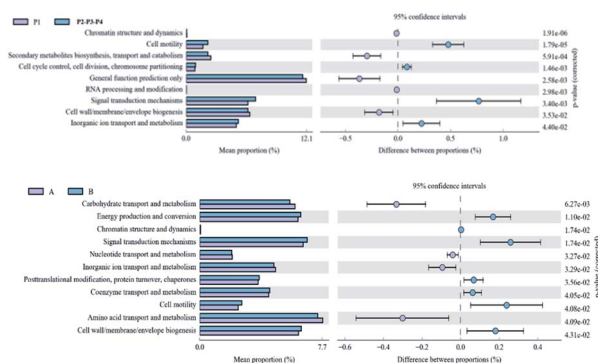 P1 P2-P3-P4
95% confidence intervals
Chromatin structure and dynamics 1.91e-06
Cell motility 1.79e-05
Secondary metabolites biosynthesis, transport and catabolism 5.91e-04
Cell cycle control, cell division, chromosome partitioning 1.46e-03
General function prediction only 2.58e-03
RNA processing and modification 2.98e-03
Signal transduction mechanisms 3.40e-03
Cell wall/membrane/envelope biogenesis 3.53e-02
Inorganic ion transport and metabolism 4.40e-02
p-value (corrected)
0.0 12.1 −0.5 0.0 0.5 1.0
Mean proportion (%) Difference between proportions (%)
A B
95% confidence intervals
Carbohydrate transport and metabolism 6.27e-03
Energy production and conversion 1.10e-02
Chromatin structure and dynamics 1.74e-02
Signal transduction mechanisms 1.74e-02
Nucleotide transport and metabolism 3.27e-02
Inorganic ion transport and metabolism 3.29e-02
Posttranslational modification, protein turnover, chaperones 3.56e-02
Coenzyme transport and metabolism 4.05e-02
Cell motility 4.08e-02
Amino acid transport and metabolism 4.09e-02
Cell wall/membrane/envelope biogenesis 4.31e-02
p-value (corrected)
0.0 7.7 −0.6 −0.4 −0.2 0.0 0.2 0.4
Mean proportion (%) Difference between proportions (%)